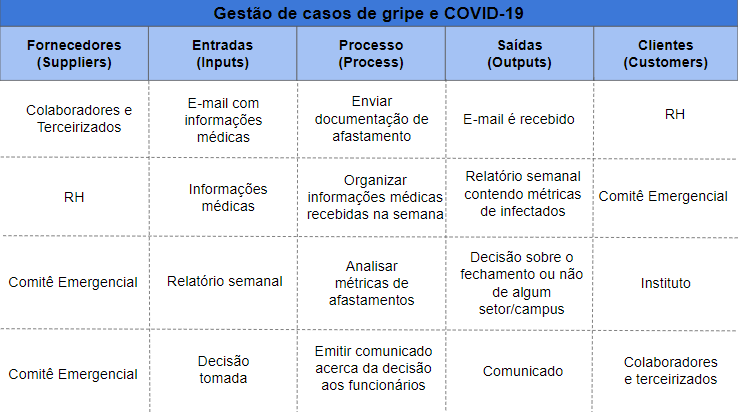 Gestão de casos de gripe e COVID-19
Fornecedores
(Suppliers)
Entradas
(Inputs)
Processo
(Process)
Saídas
(Outputs)
Clientes
(Customers)
Colaboradores e
Terceirizados
E-mail com
informações
médicas
Enviar
documentação de
afastamento
E-mail é recebido
RH
RH
Informações
médicas
Organizar
informações médicas
recebidas na semana
Relatório semanal
contendo métricas
de infectados
Comitê Emergencial
Comitê Emergencial
Relatório semanal
Analisar
métricas de
afastamentos
Decisão sobre o
fechamento ou não
de algum
setor/campus
Instituto
Comitê Emergencial
Decisão
tomada
Emitir comunicado
acerca da decisão
aos funcionários
Comunicado
Colaboradores
e terceirizados